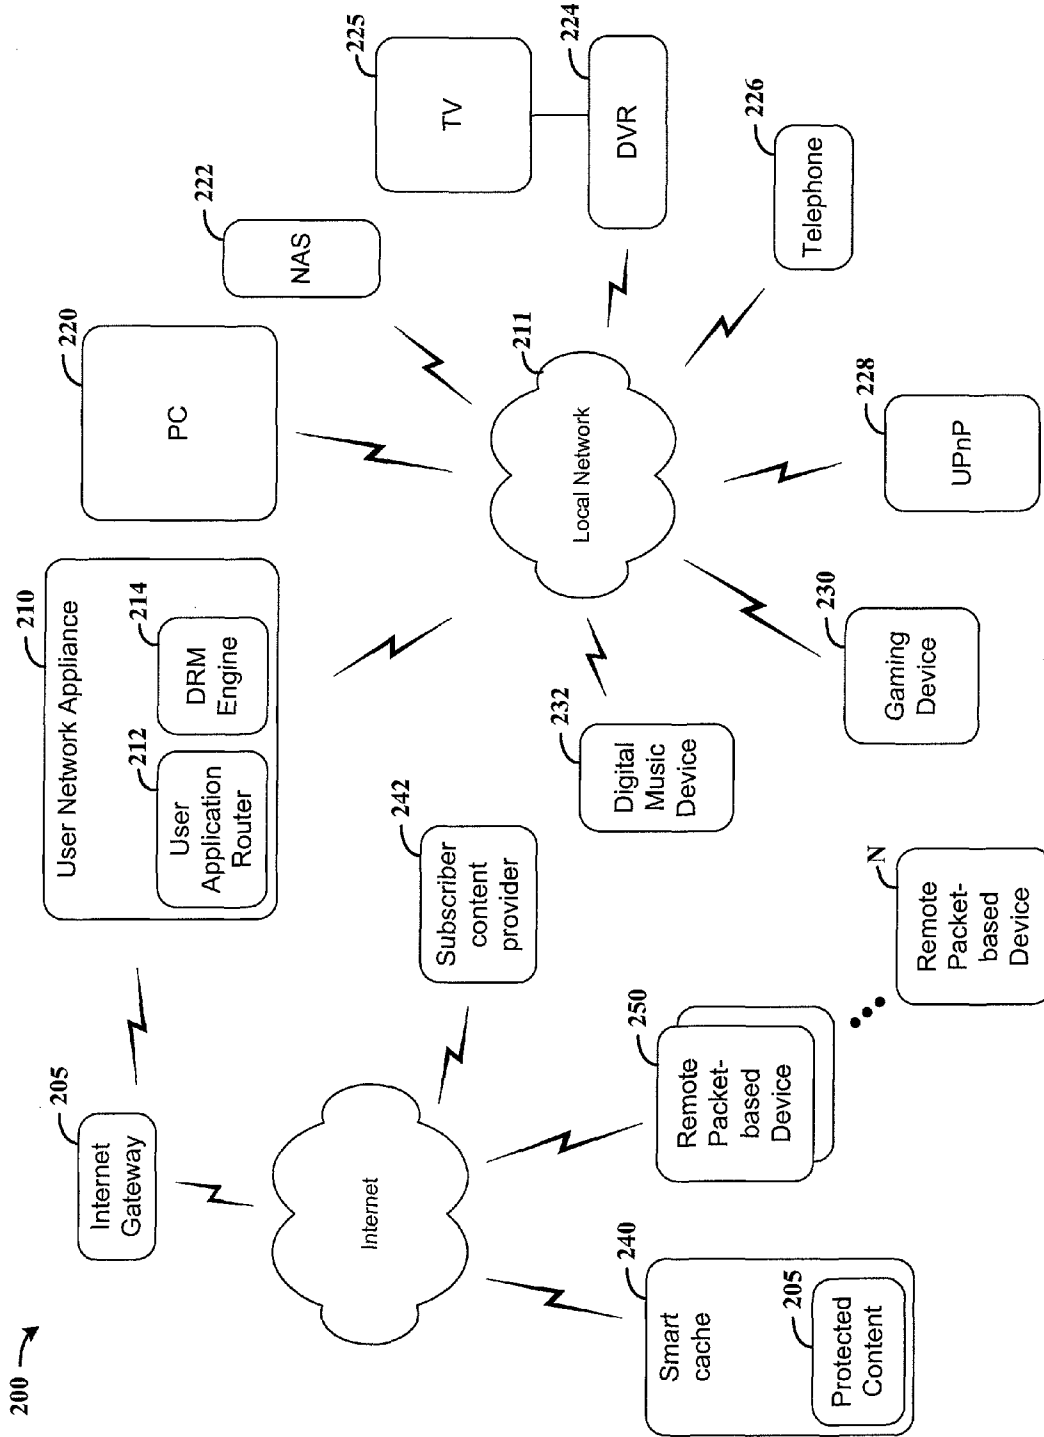 200
205
Internet
Gateway
210
User Network Appliance
212
User
Application
Router
214
DRM
Engine
220
PC
222
NAS
225
TV
224
DVR
Internet
242
Subscriber
content
provider
211
Local Network
226
Telephone
240
Smart
cache
205
Protected
Content
250
Remote
Packet-
based
Device
N
Remote
Packet-
based
Device
232
Digital
Music
Device
230
Gaming
Device
228
UPnP